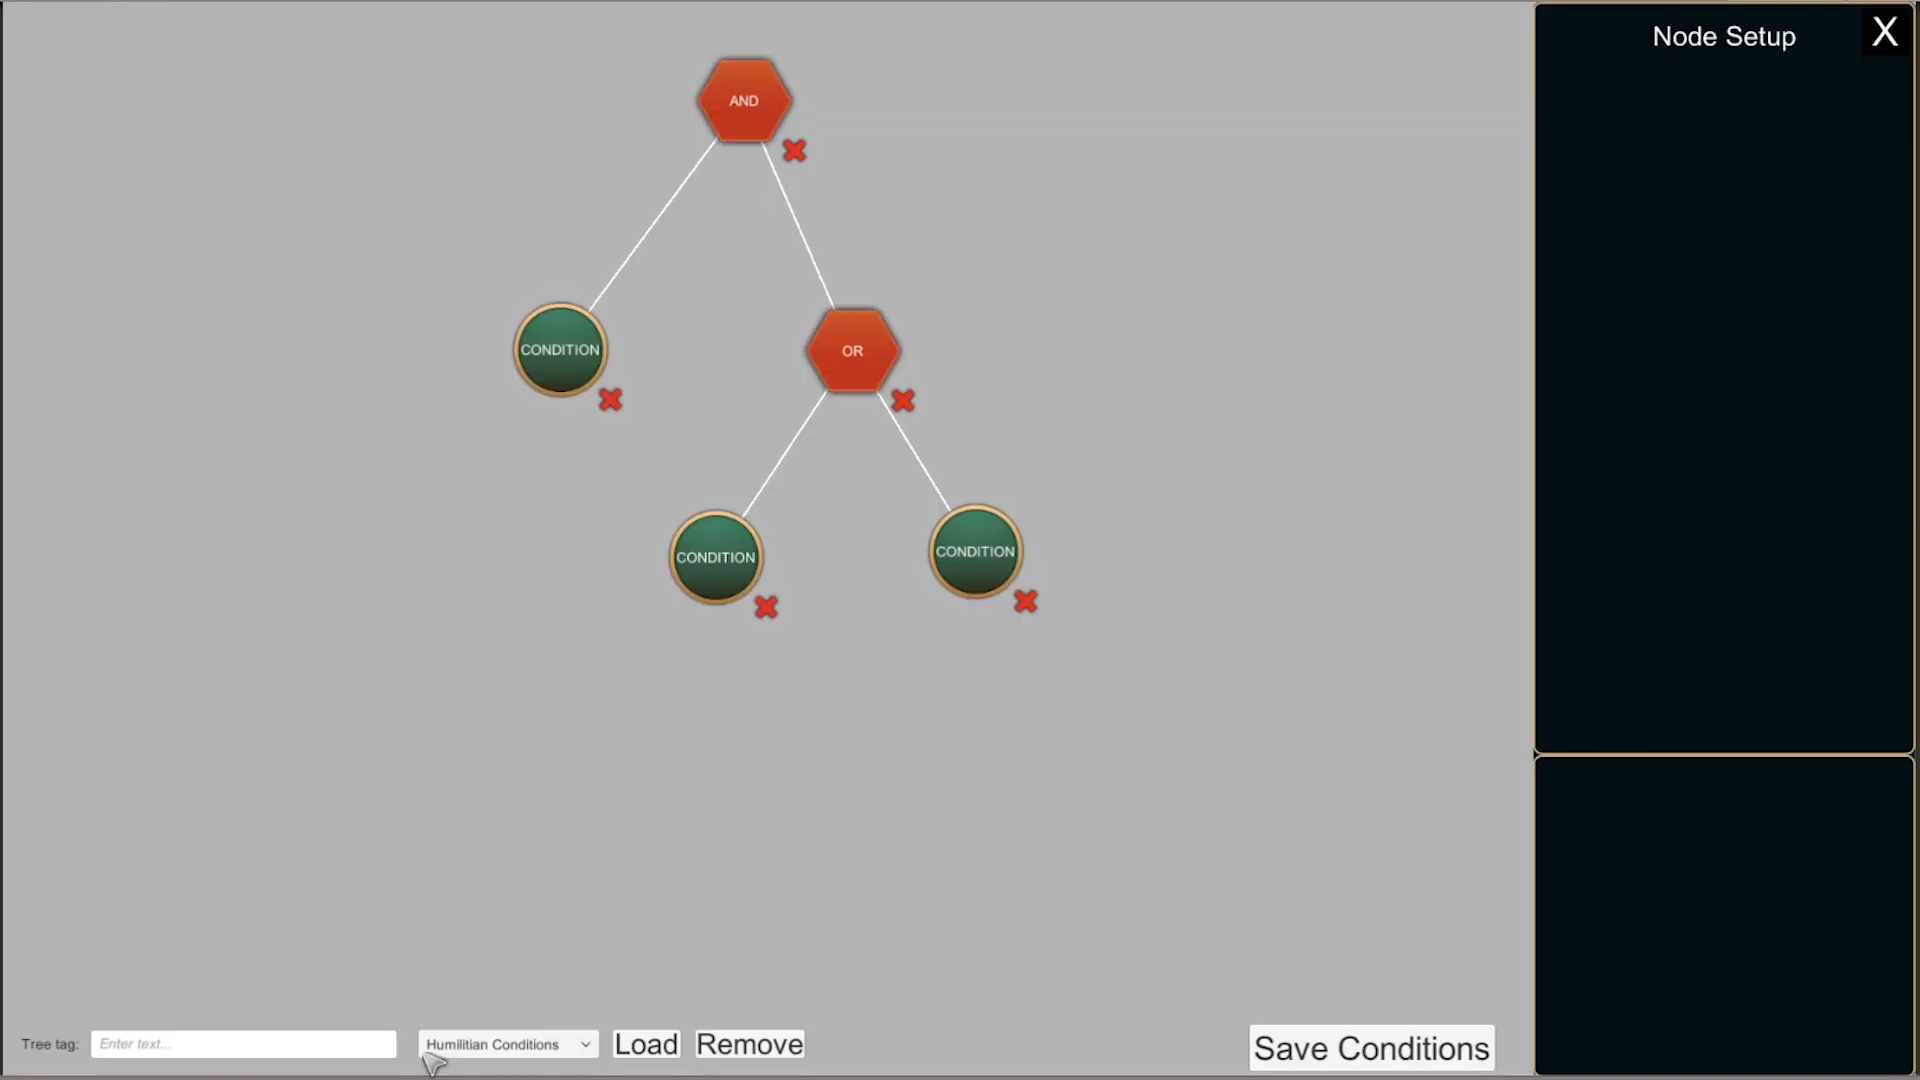 Node Setup
X
AND
CONDITION
OR
CONDITION
CONDITION
Tree tag:
Enter text...
Humilitian Conditions
Load
Remove
Save Conditions